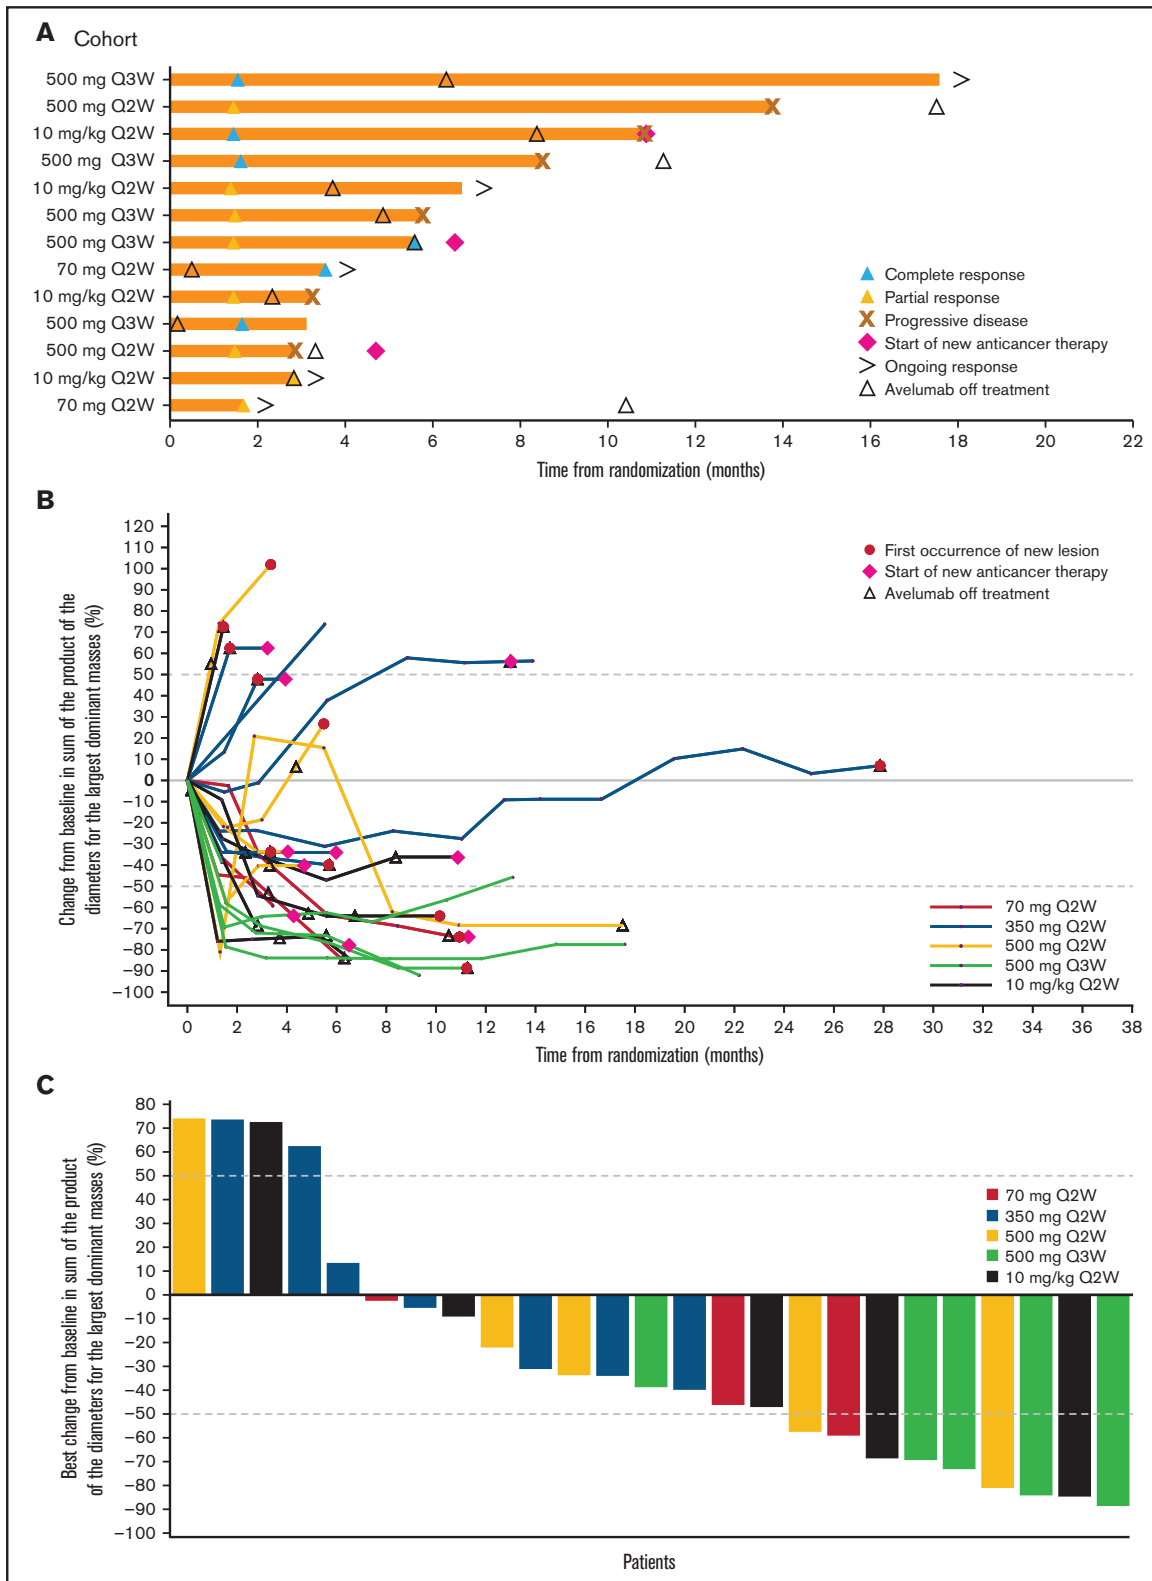 A Cohort
500 mg Q3W
500 mg Q2W
10 mg/kg Q2W
500 mg Q3W
10 mg/kg Q2W
500 mg Q3W
500 mg Q3W
70 mg Q2W
10 mg/kg Q2W
500 mg Q3W
500 mg Q2W
10 mg/kg Q2W
70 mg Q2W
Complete response
Partial response
Progressive disease
Start of new anticancer therapy
Ongoing response
Avelumab off treatment
0 2 4 6 8 10 12 14 16 18 20 22
Time from randomization (months)
B
Change from baseline in sum of the product of the
diameters for the largest dominant masses (%)
120
110
100
90
80
70
60
50
40
30
20
10
0
−10
−20
−30
−40
−50
−60
−70
−80
−90
−100
First occurrence of new lesion
Start of new anticancer therapy
Avelumab off treatment
70 mg Q2W
350 mg Q2W
500 mg Q2W
500 mg Q3W
10 mg/kg Q2W
0 2 4 6 8 10 12 14 16 18 20 22 24 26 28 30 32 34 36 38
Time from randomization (months)
C
Best change from baseline in sum of the product
of the diameters for the largest dominant masses (%)
80
70
60
50
40
30
20
10
0
−10
−20
−30
−40
−50
−60
−70
−80
−90
−100
70 mg Q2W
350 mg Q2W
500 mg Q2W
500 mg Q3W
10 mg/kg Q2W
Patients